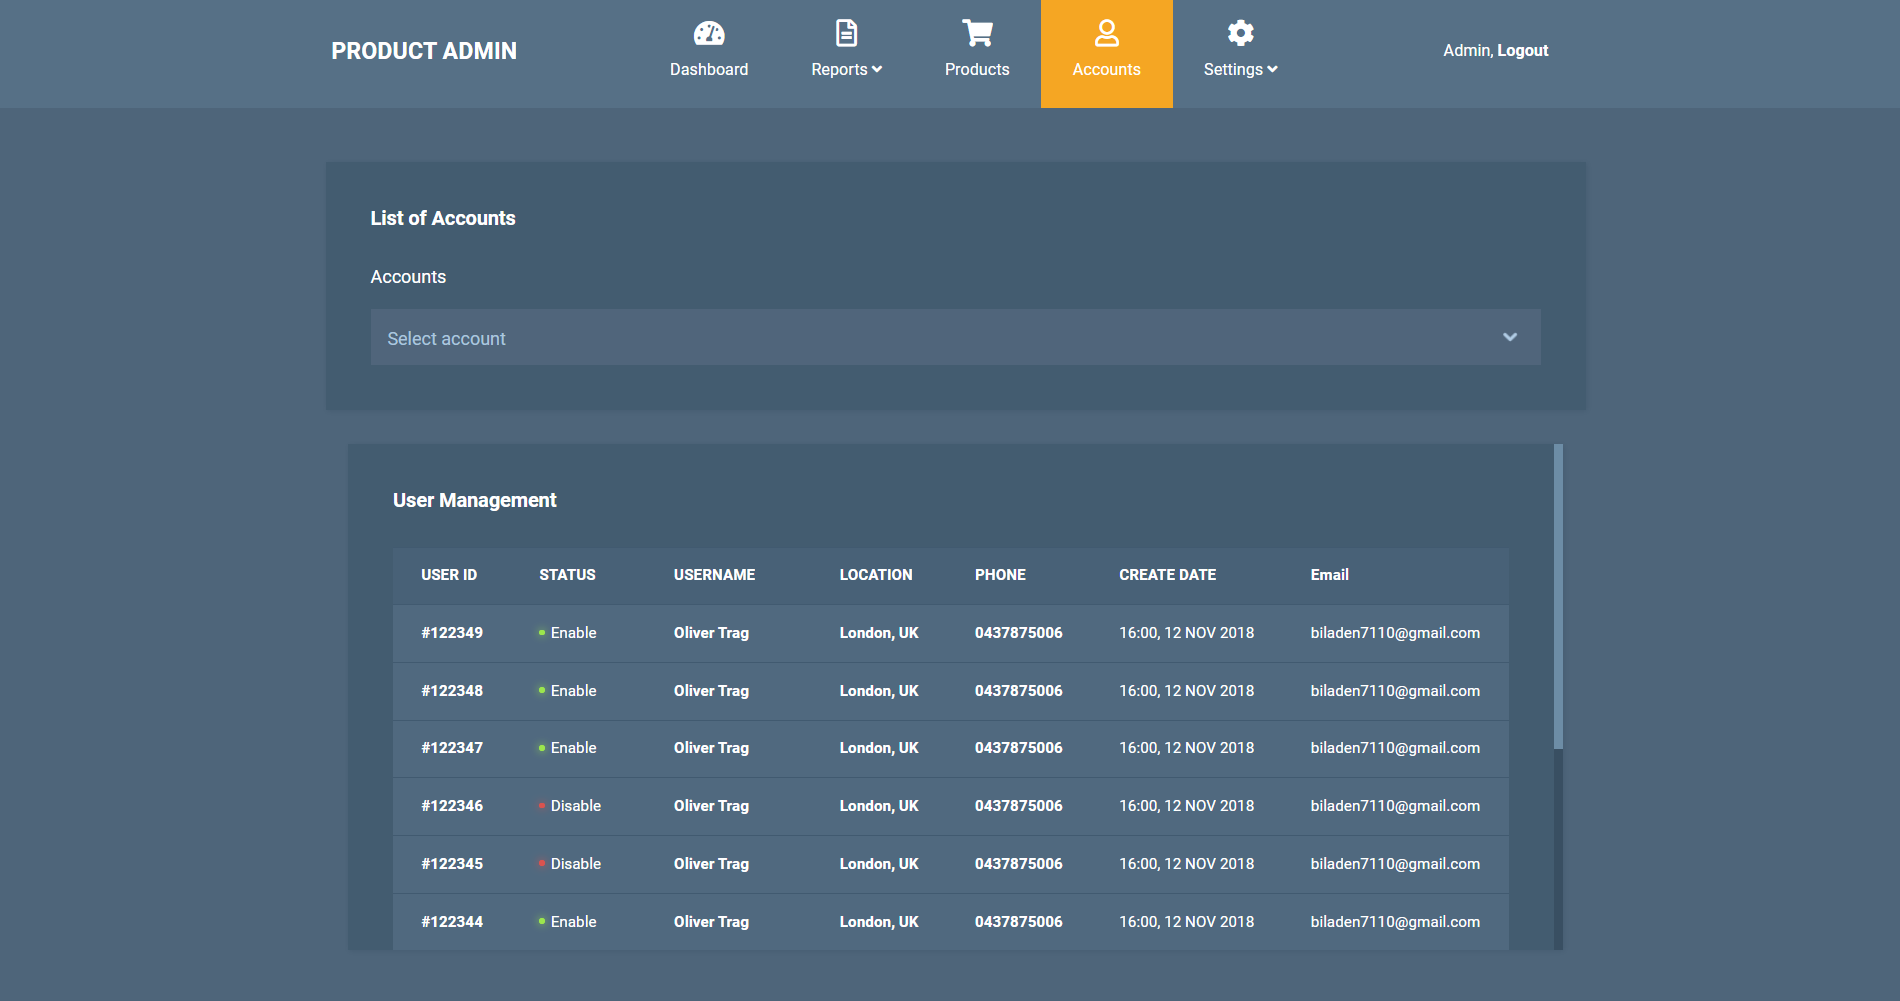 PRODUCT ADMIN
Dashboard
Reports
Products
Accounts
Settings
Admin, Logout
List of Accounts
Accounts
Select account
User Management
USER ID STATUS USERNAME LOCATION PHONE CREATE DATE Email
#122349 Enable Oliver Trag London, UK 0437875006 16:00, 12 NOV 2018 biladen7110@gmail.com
#122348 Enable Oliver Trag London, UK 0437875006 16:00, 12 NOV 2018 biladen7110@gmail.com
#122347 Enable Oliver Trag London, UK 0437875006 16:00, 12 NOV 2018 biladen7110@gmail.com
#122346 Disable Oliver Trag London, UK 0437875006 16:00, 12 NOV 2018 biladen7110@gmail.com
#122345 Disable Oliver Trag London, UK 0437875006 16:00, 12 NOV 2018 biladen7110@gmail.com
#122344 Enable Oliver Trag London, UK 0437875006 16:00, 12 NOV 2018 biladen7110@gmail.com